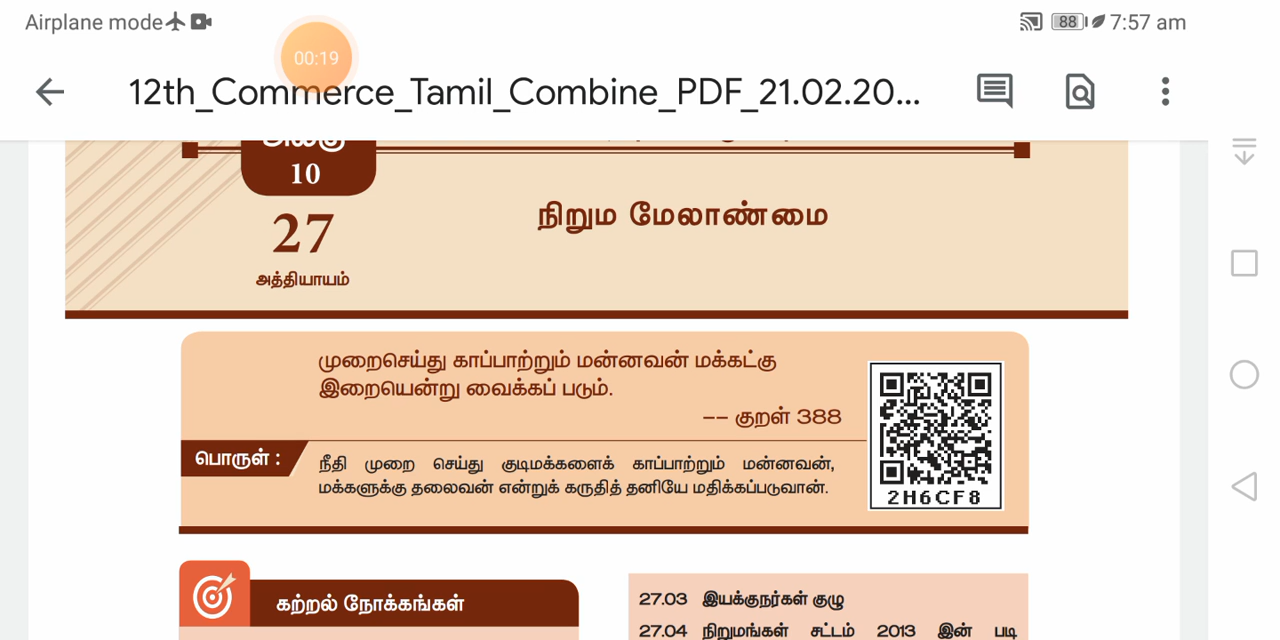 Airplane mode
88 7:57 am
00:19
12th_Commerce_Tamil_Combine_PDF_21.02.20...
10
27
அத்தியாயம்
நிறும மேலாண்மை
முறைசெய்து காப்பாற்றும் மன்னவன் மக்கட்கு
இறையென்று வைக்கப் படும்.
–– குறள் 388
பொருள் :
நீதி முறை செய்து குடிமக்களைக் காப்பாற்றும் மன்னவன்,
மக்களுக்கு தலைவன் என்றுக் கருதித் தனியே மதிக்கப்படுவான்.
2H6CF8
கற்றல் நோக்கங்கள்
27.03 இயக்குநர்கள் குழு
27.04 நிறுமங்கள் சட்டம் 2013 இன் படி